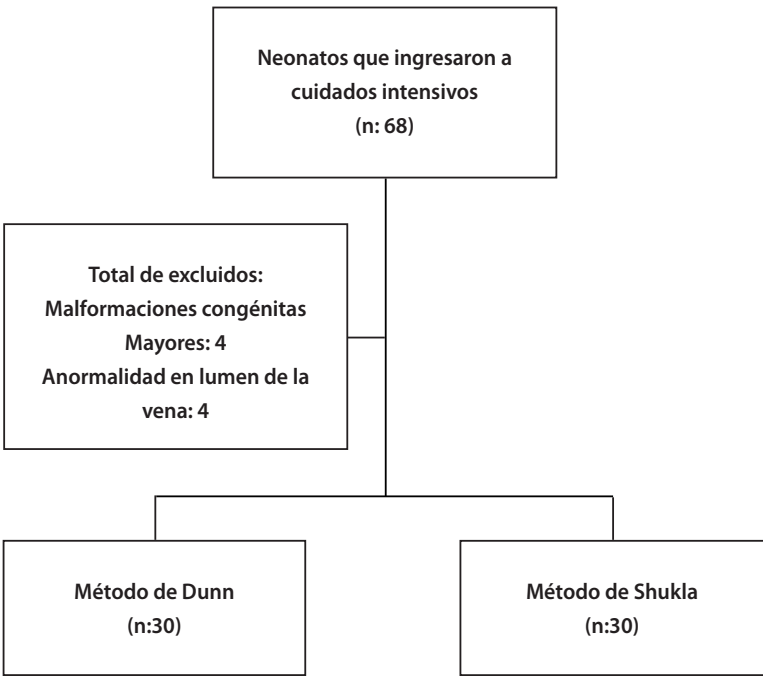 Neonatos que ingresaron a
cuidados intensivos
(n: 68)
Total de excluidos:
Malformaciones congénitas
Mayores: 4
Anormalidad en lumen de la
vena: 4
Método de Dunn
(n:30)
Método de Shukla
(n:30)